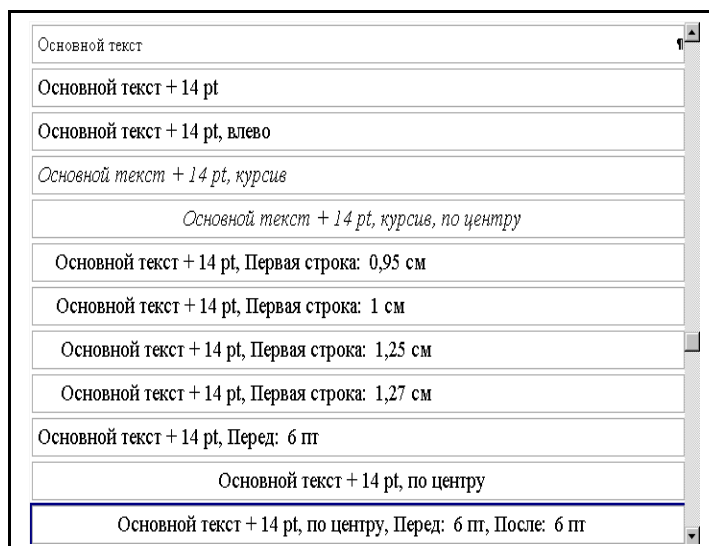 Основной текст ¶
Основной текст + 14 pt
Основной текст + 14 pt, влево
Основной текст + 14 pt, курсив
Основной текст + 14 pt, курсив, по центру
Основной текст + 14 pt, Первая строка: 0,95 см
Основной текст + 14 pt, Первая строка: 1 см
Основной текст + 14 pt, Первая строка: 1,25 см
Основной текст + 14 pt, Первая строка: 1,27 см
Основной текст + 14 pt, Перед: 6 пт
Основной текст + 14 pt, по центру
Основной текст + 14 pt, по центру, Перед: 6 пт, После: 6 пт